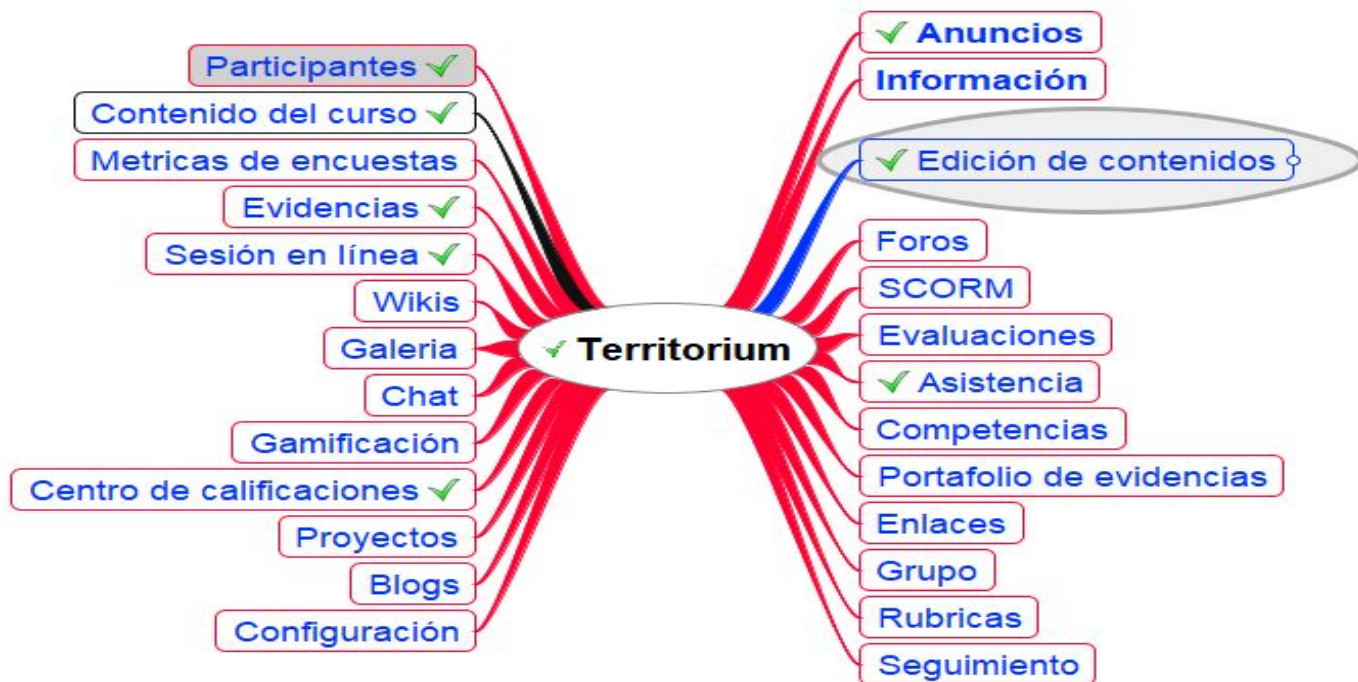 Participantes
Contenido del curso
Metricas de encuestas
Evidencias
Sesión en línea
Wikis
Galeria
Chat
Gamificación
Centro de calificaciones
Proyectos
Blogs
Configuración
Territorium
Anuncios
Información
Edición de contenidos
Foros
SCORM
Evaluaciones
Asistencia
Competencias
Portafolio de evidencias
Enlaces
Grupo
Rubricas
Seguimiento